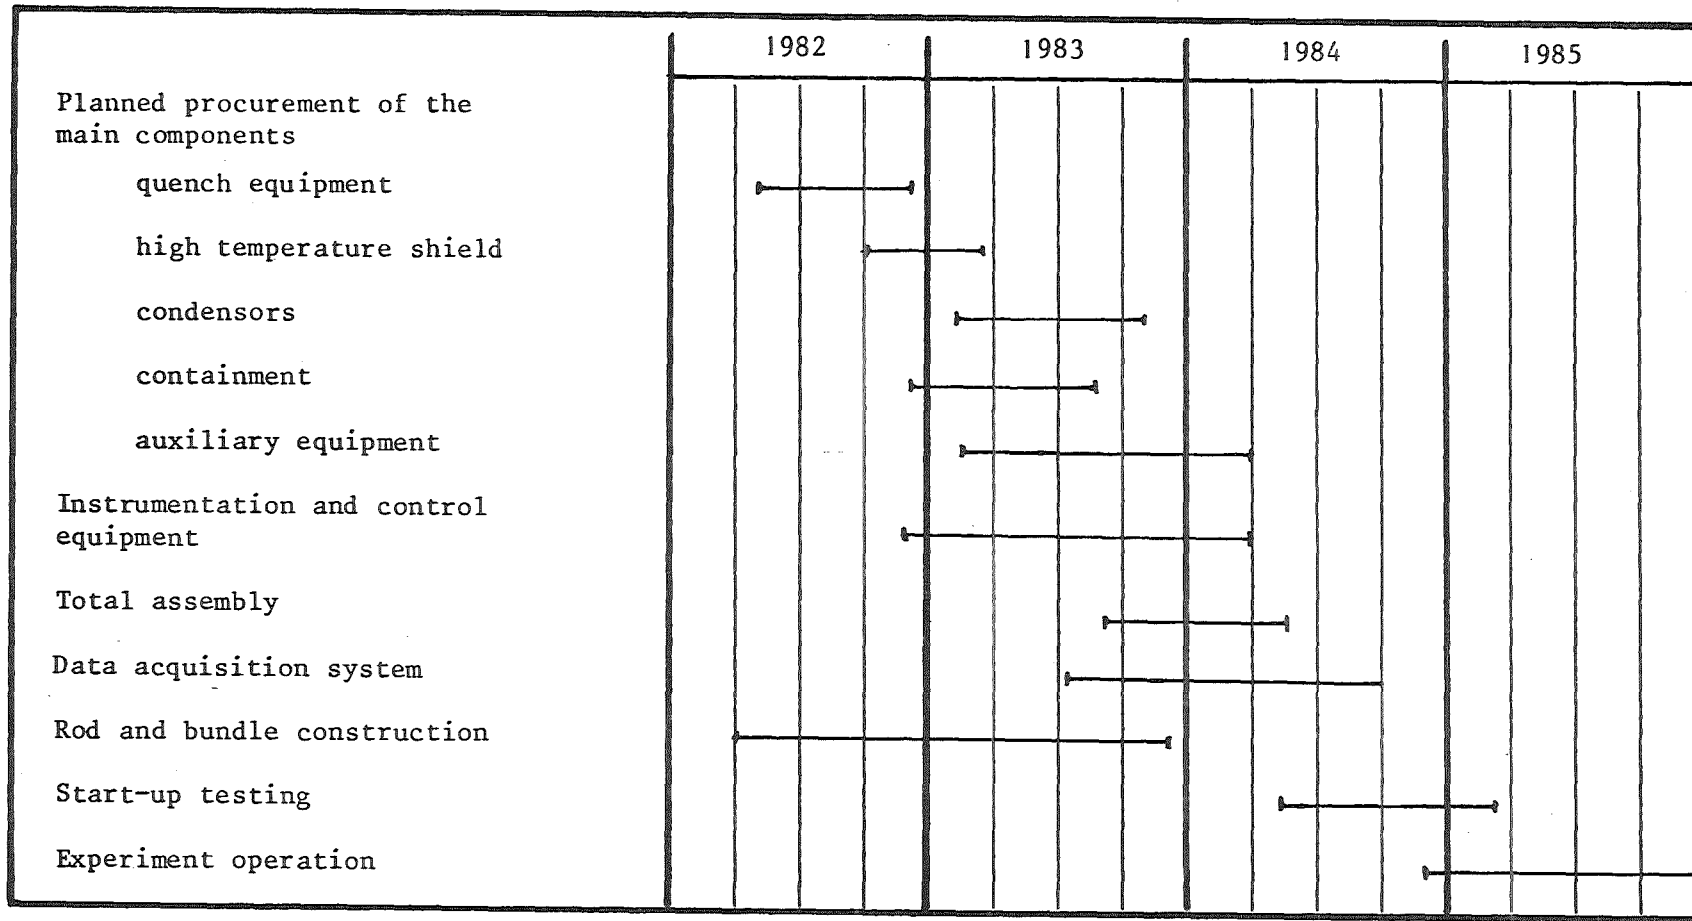 1982 1983 1984 1985
Planned procurement of the
main components
quench equipment
high temperature shield
condensors
containment
auxiliary equipment
Instrumentation and control
equipment
Total assembly
Data acquisition system
Rod and bundle construction
Start-up testing
Experiment operation